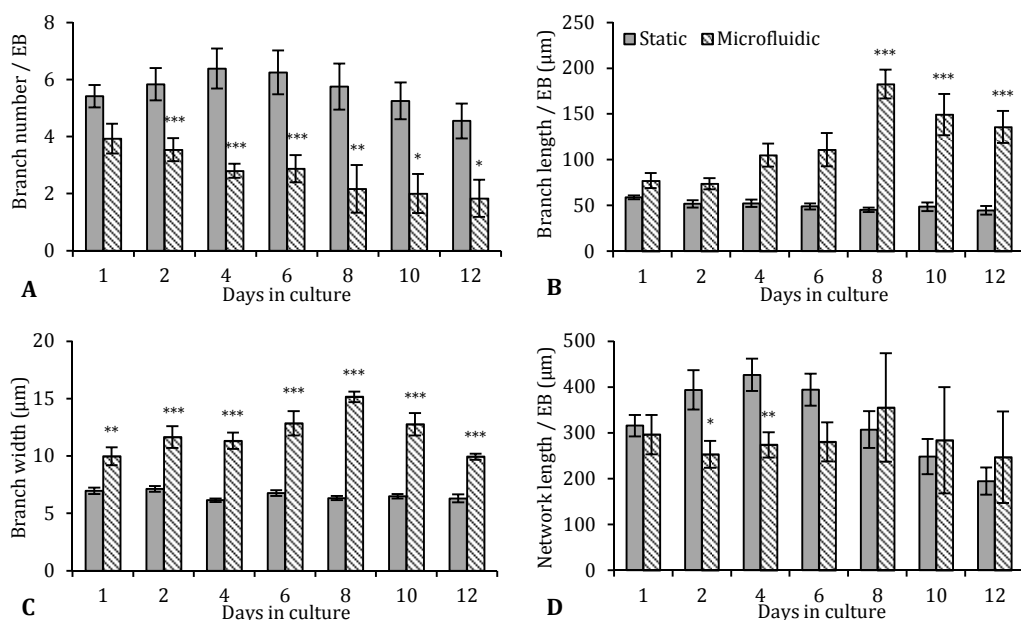 Branch number / EB
8
6
4
2
0
***
***
***
**
*
*
1 2 4 6 8 10 12
Days in culture
A
Branch length / EB (μm)
250
200
150
100
50
0
Static Microfluidic
***
***
***
1 2 4 6 8 10 12
Days in culture
B
Branch width (μm)
20
15
10
5
0
**
***
***
***
***
***
***
1 2 4 6 8 10 12
Days in culture
C
Network length / EB (μm)
500
400
300
200
100
0
*
**
1 2 4 6 8 10 12
Days in culture
D